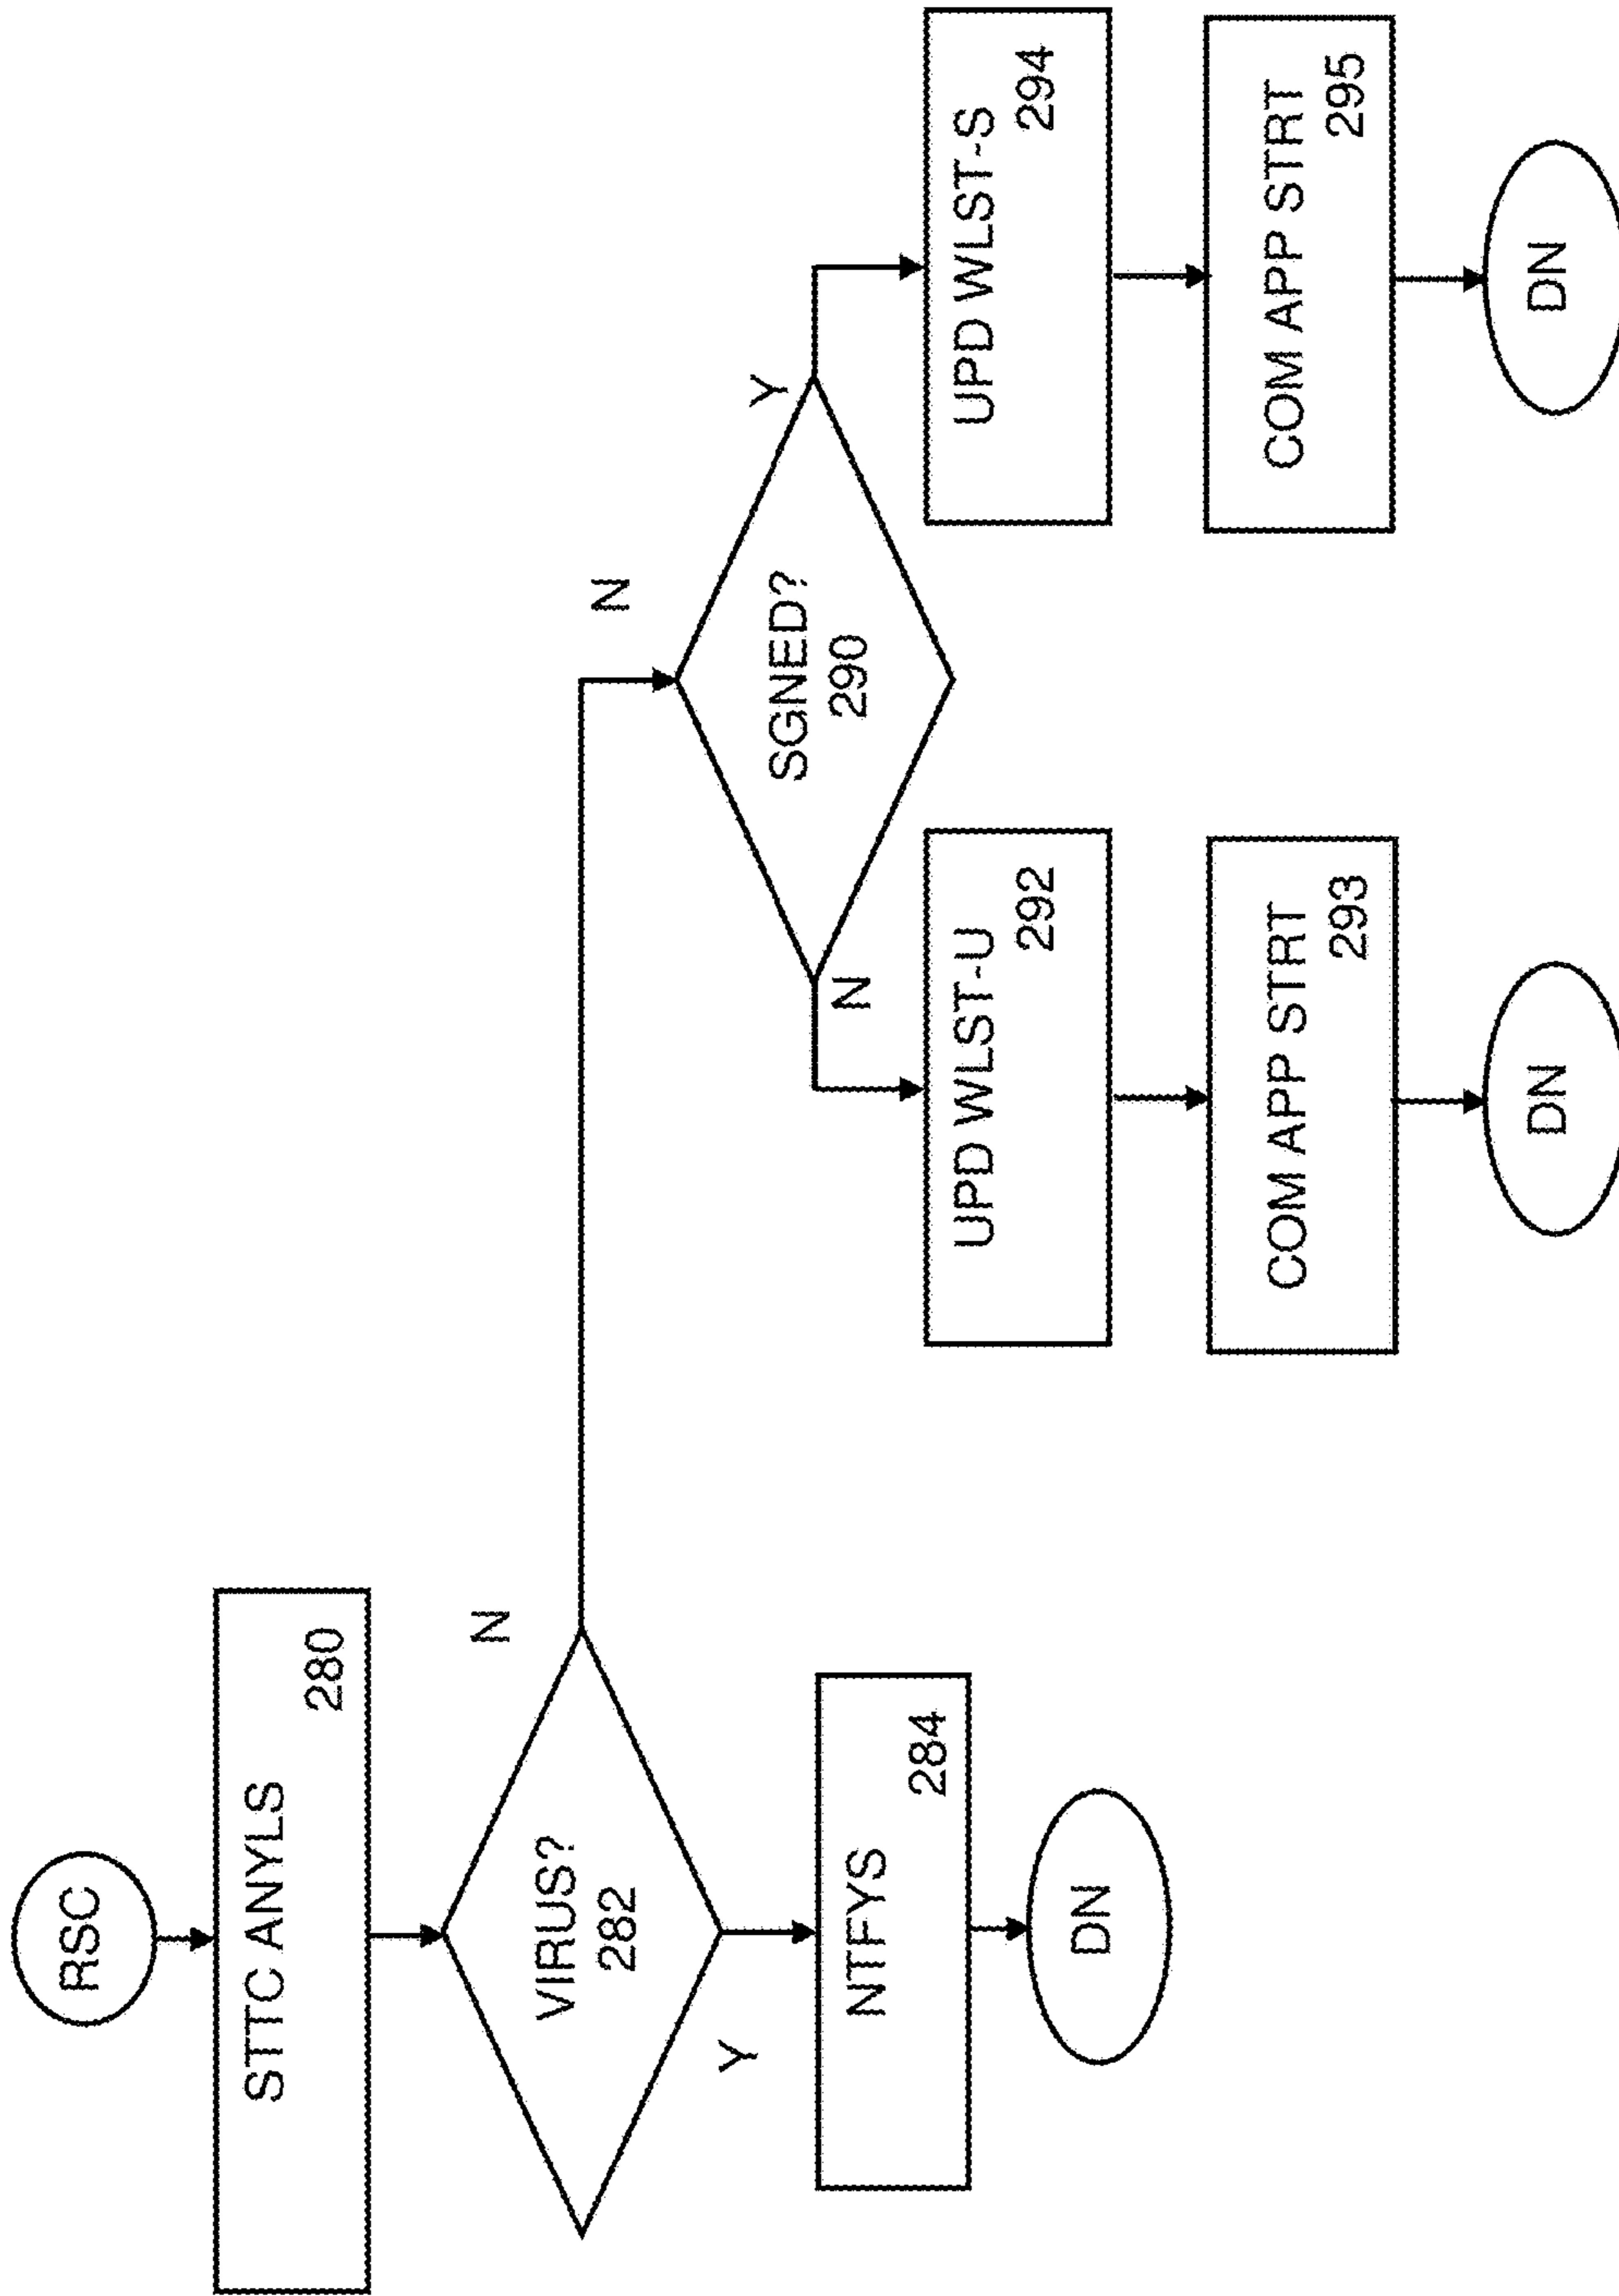 RSC
STTC ANYLS
280
VIRUS?
282
N
Y
NTFYS
284
DN
N
SGNED?
290
N
Y
UPD WLST-U
292
COM APP STRT
293
DN
UPD WLST-S
294
COM APP STRT
295
DN